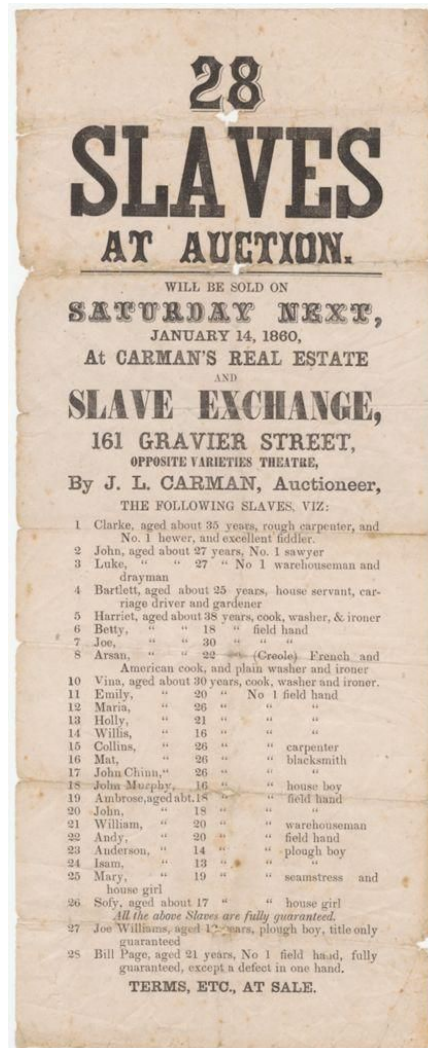 28
SLAVES
AT AUCTION.
WILL BE SOLD ON
SATURDAY NEXT,
JANUARY 14, 1860,
At CARMAN'S REAL ESTATE
AND
SLAVE EXCHANGE,
161 GRAVIER STREET,
OPPOSITE VARIETIES THEATRE,
By J. L. CARMAN, Auctioneer,
THE FOLLOWING SLAVES, VIZ:
1 Clarke, aged about 35 years, rough carpenter, and
No. 1 hewer, and excellent fiddler.
2 John, aged about 27 years, No. 1 sawyer
3 Luke, “ “ 27 “ No 1 warehouseman and
drayman
4 Bartlett, aged about 25 years, house servant, car-
riage driver and gardener
5 Harriet, aged about 38 years, cook, washer, & ironer
6 Betty, “ “ 18 “ field hand
7 Joe, “ “ 30 “ “ “
8 Arsan, “ “ 22 (Creole) French and
American cook, and plain washer and ironer
10 Vina, aged about 30 years, cook, washer and ironer.
11 Emily, “ 20 “ No 1 field hand
12 Maria, “ 26 “ “ “
13 Holly, “ 21 “ “ “
14 Willis, “ 16 “ “ “
15 Collins, “ 26 “ “ carpenter
16 Mat, “ 26 “ “ blacksmith
17 John Chinn,“ 26 “ “ “
18 John Murphy, 16 “ “ house boy
19 Ambrose, aged abt. 18 “ “ field hand
20 John, “ 18 “ “ “
21 William, “ 20 “ “ warehouseman
22 Andy, “ 20 “ “ field hand
23 Anderson, “ 14 “ “ plough boy
24 Isam, “ 13 “ “ “
25 Mary, “ 19 “ “ seamstress and
house girl
26 Sofy, aged about 17 “ “ house girl
All the above Slaves are fully guaranteed.
27 Joe Williams, aged years, plough boy, title only
guaranteed
28 Bill Page, aged 21 years, No 1 field hand, fully
guaranteed, except a defect in one hand.
TERMS, ETC., AT SALE.